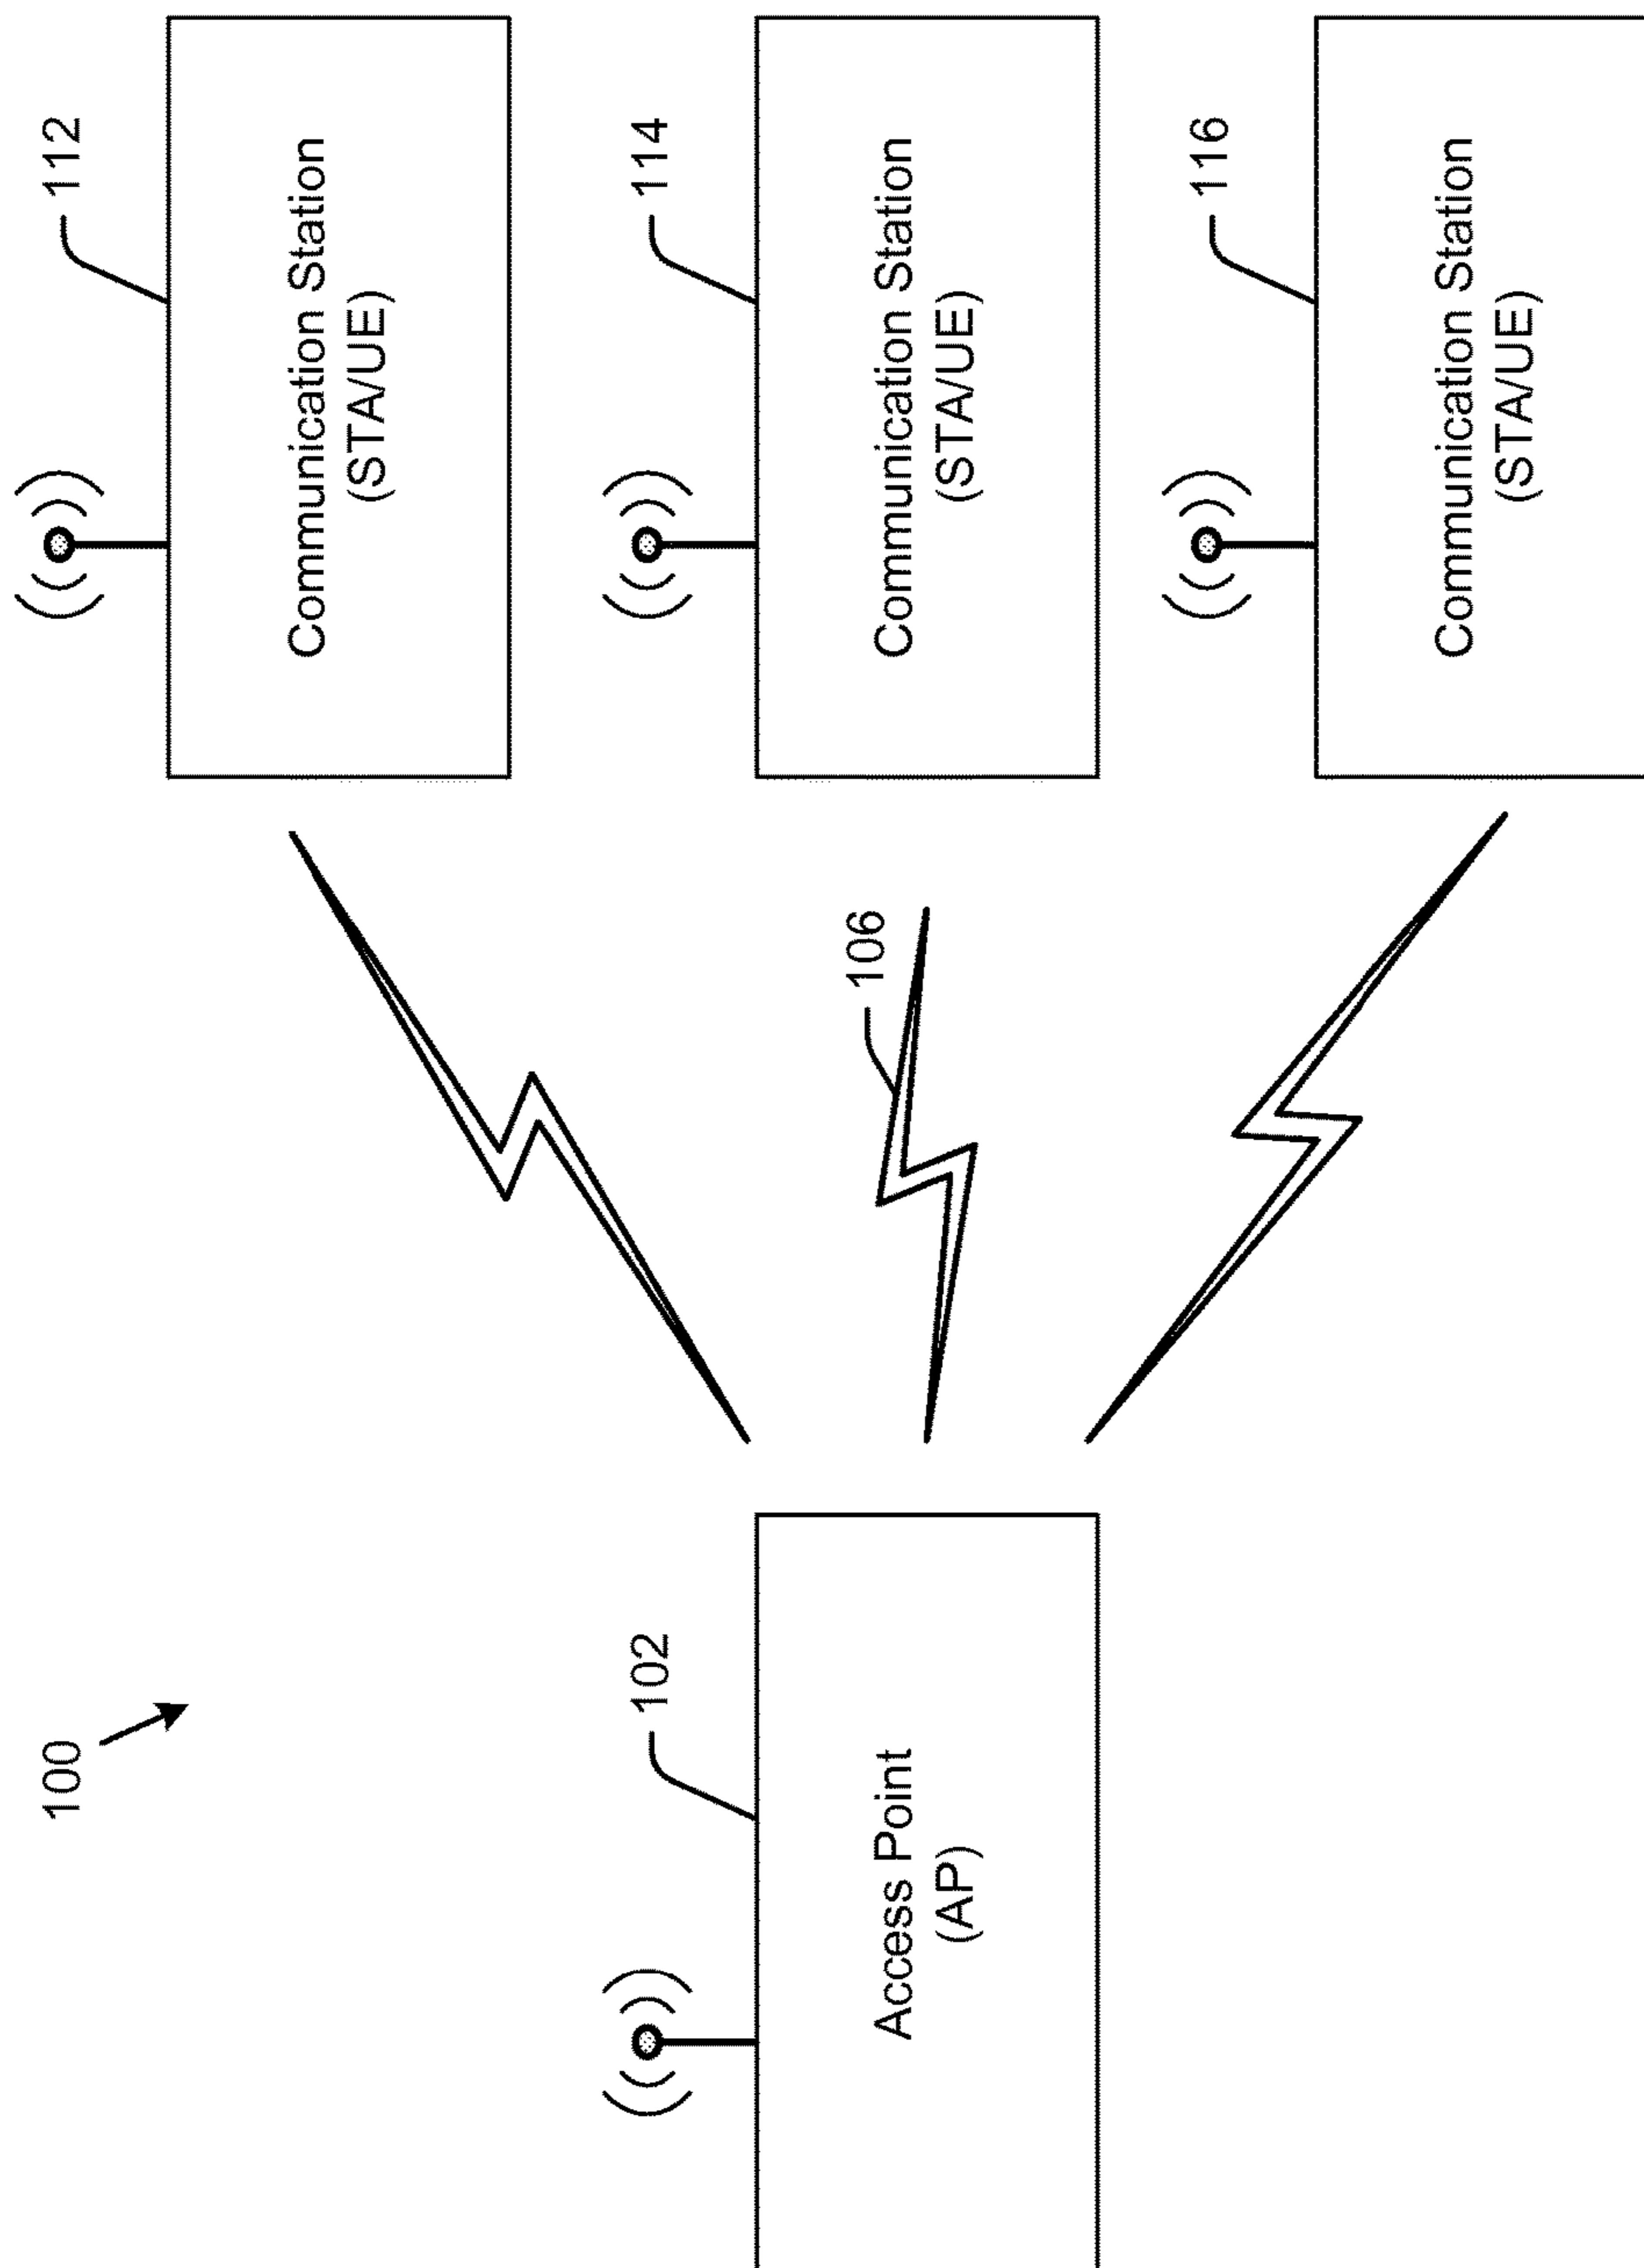 100
102
Access Point
(AP)
106
112
Communication Station
(STA/UE)
114
Communication Station
(STA/UE)
116
Communication Station
(STA/UE)